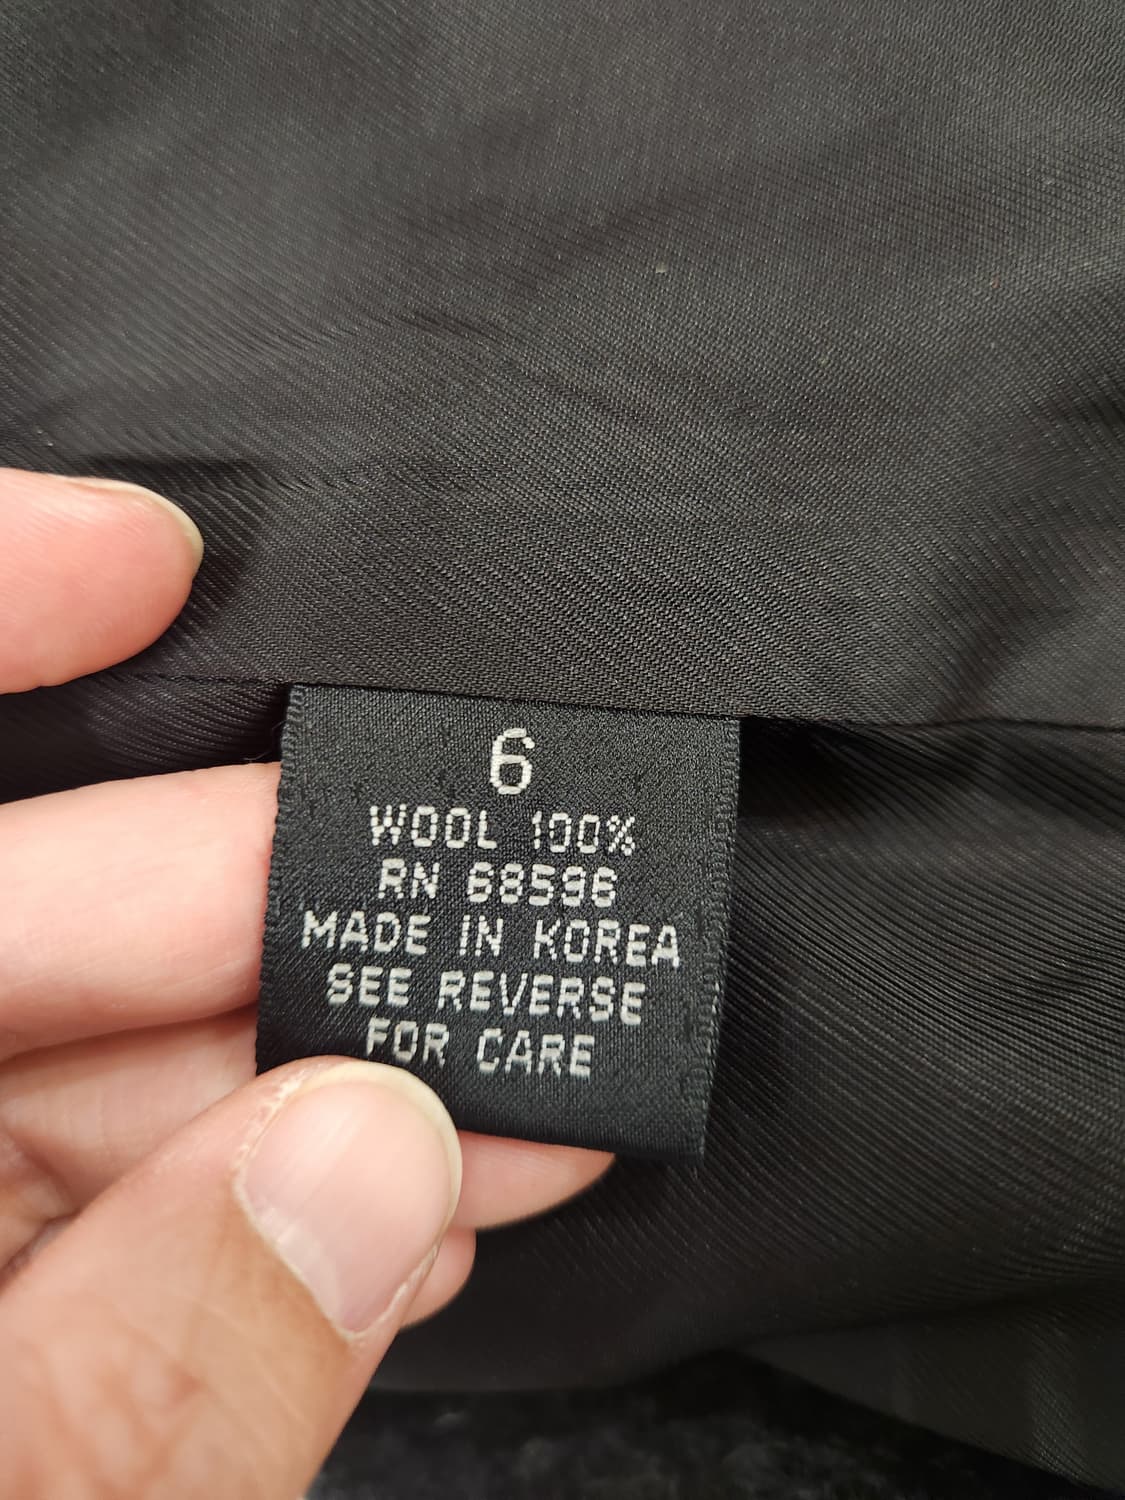 6
WOOL 100%
RN 68596
MADE IN KOREA
SEE REVERSE
FOR CARE